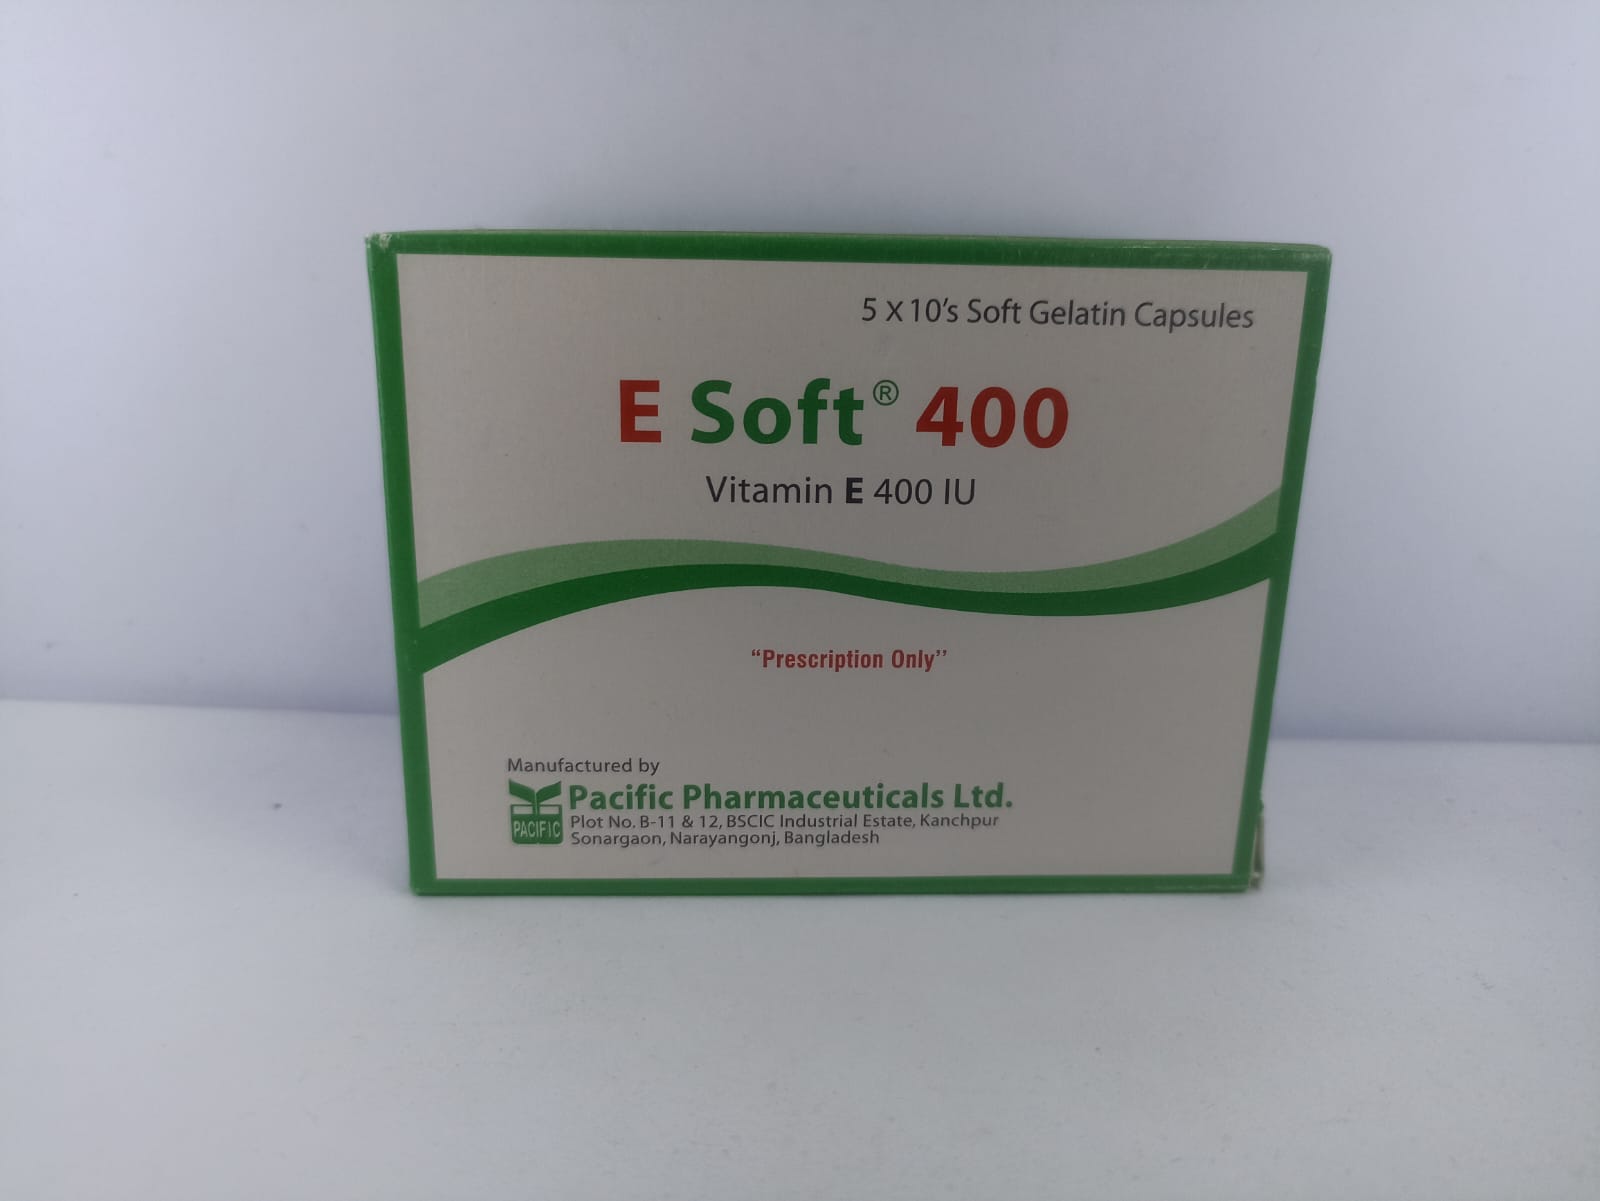 5 X 10's Soft Gelatin Capsules
E Soft® 400
Vitamin E 400 IU
“Prescription Only’’
Manufactured by
PACIFIC
Pacific Pharmaceuticals Ltd.
Plot No. B-11 & 12, BSCIC Industrial Estate, Kanchpur
Sonargaon, Narayangonj, Bangladesh